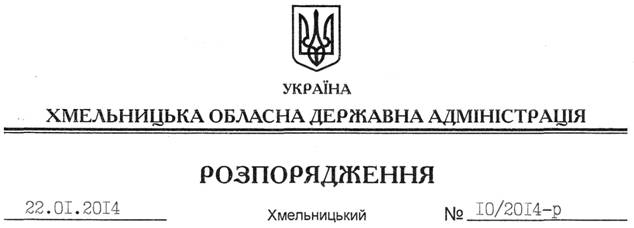 УКРАЇНА
ХМЕЛЬНИЦЬКА ОБЛАСНА ДЕРЖАВНА АДМІНІСТРАЦІЯ
РОЗПОРЯДЖЕННЯ
22.01.2014 Хмельницький № 10/2014-р